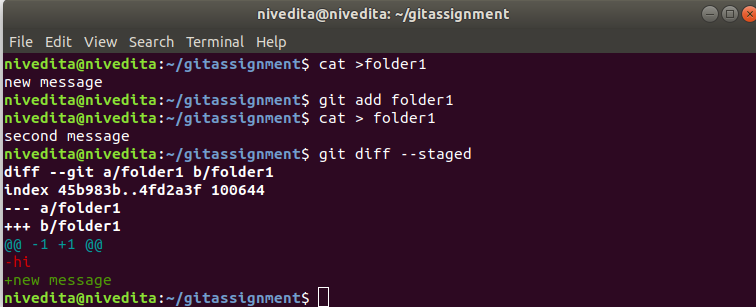 nivedita@nivedita: ~/gitassignment
File Edit View Search Terminal Help
nivedita@nivedita:~/gitassignment$ cat >folder1
new message
nivedita@nivedita:~/gitassignment$ git add folder1
nivedita@nivedita:~/gitassignment$ cat > folder1
second message
nivedita@nivedita:~/gitassignment$ git diff --staged
diff --git a/folder1 b/folder1
index 45b983b..4fd2a3f 100644
--- a/folder1
+++ b/folder1
@@ -1 +1 @@
-hi
+new message
nivedita@nivedita:~/gitassignment$